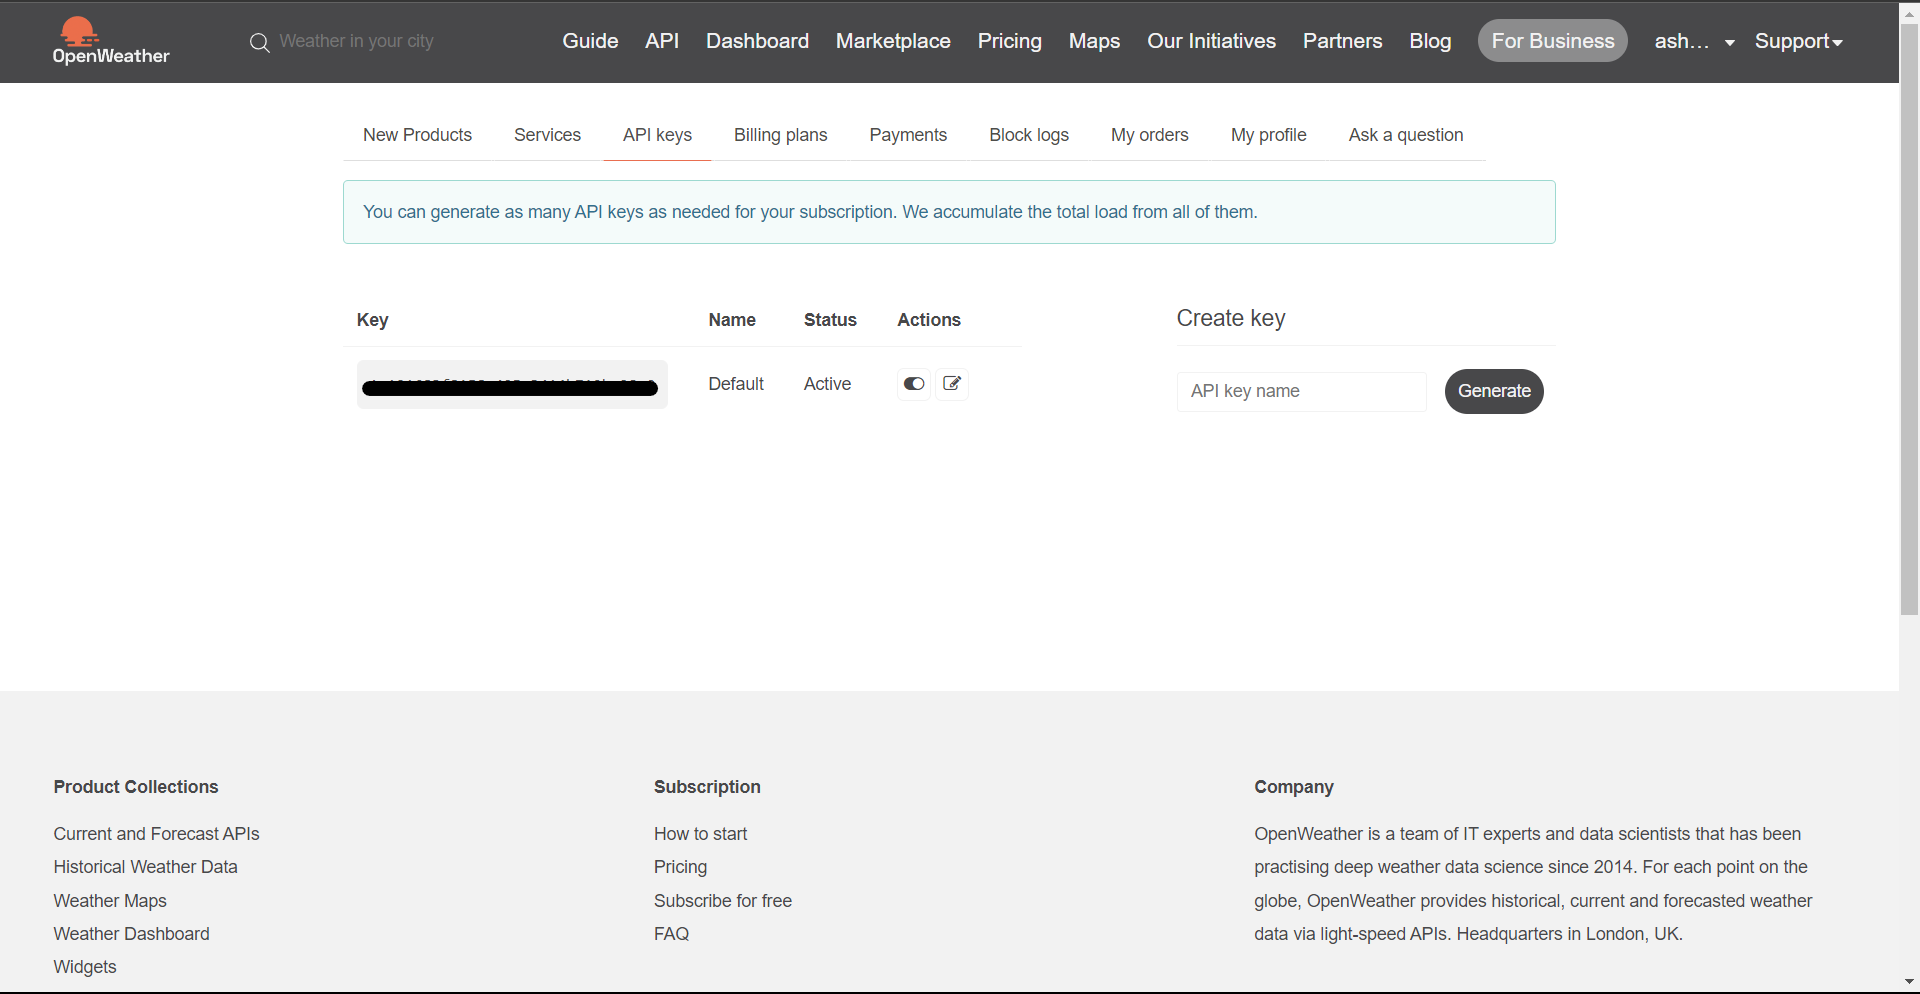 OpenWeather
Weather in your city
Guide API Dashboard Marketplace Pricing Maps Our Initiatives Partners Blog For Business ash... Support
New Products Services API keys Billing plans Payments Block logs My orders My profile Ask a question
You can generate as many API keys as needed for your subscription. We accumulate the total load from all of them.
Key Name Status Actions
Default Active
Create key
API key name Generate
Product Collections
Current and Forecast APIs
Historical Weather Data
Weather Maps
Weather Dashboard
Widgets
Subscription
How to start
Pricing
Subscribe for free
FAQ
Company
OpenWeather is a team of IT experts and data scientists that has been
practising deep weather data science since 2014. For each point on the
globe, OpenWeather provides historical, current and forecasted weather
data via light-speed APIs. Headquarters in London, UK.